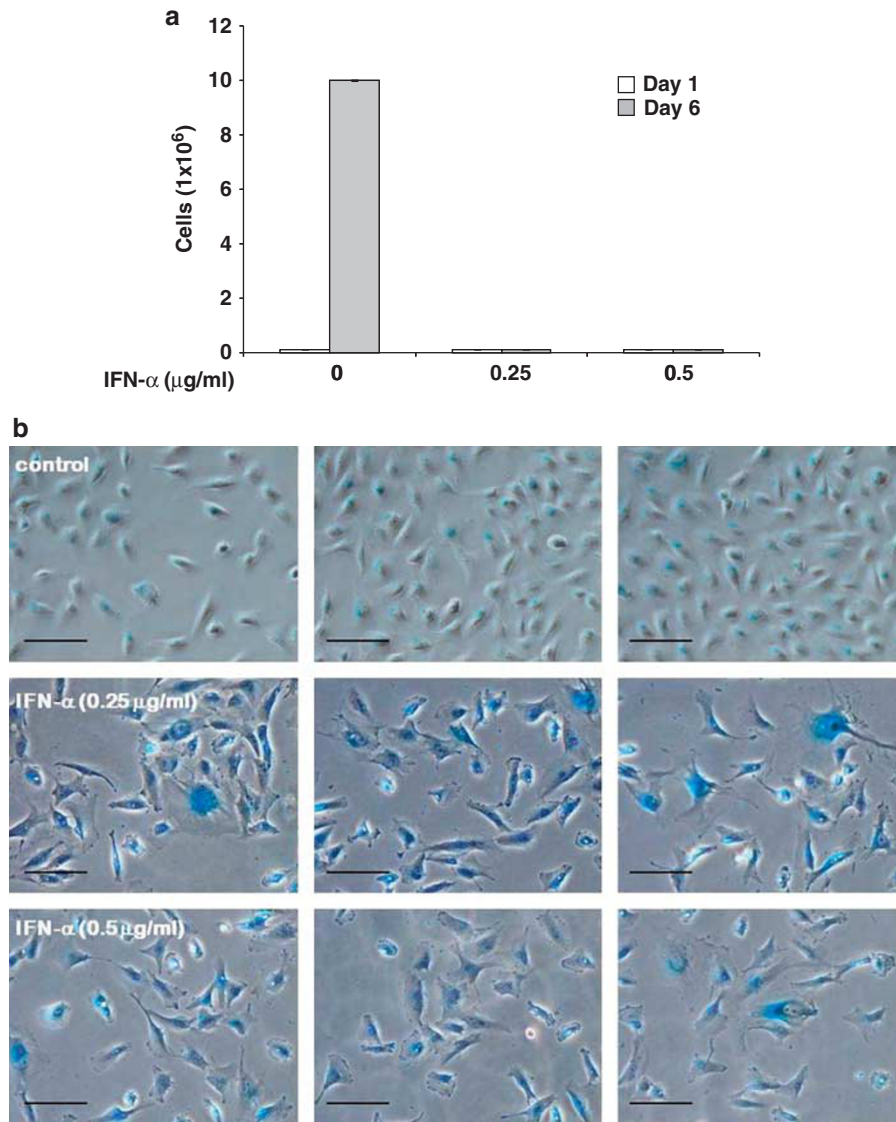 a
12
10
8
6
4
2
0
Cells (1x10⁶)
Day 1
Day 6
IFN-α (μg/ml)
0
0.25
0.5
b
control
IFN-α (0.25 μg/ml)
IFN-α (0.5 μg/ml)